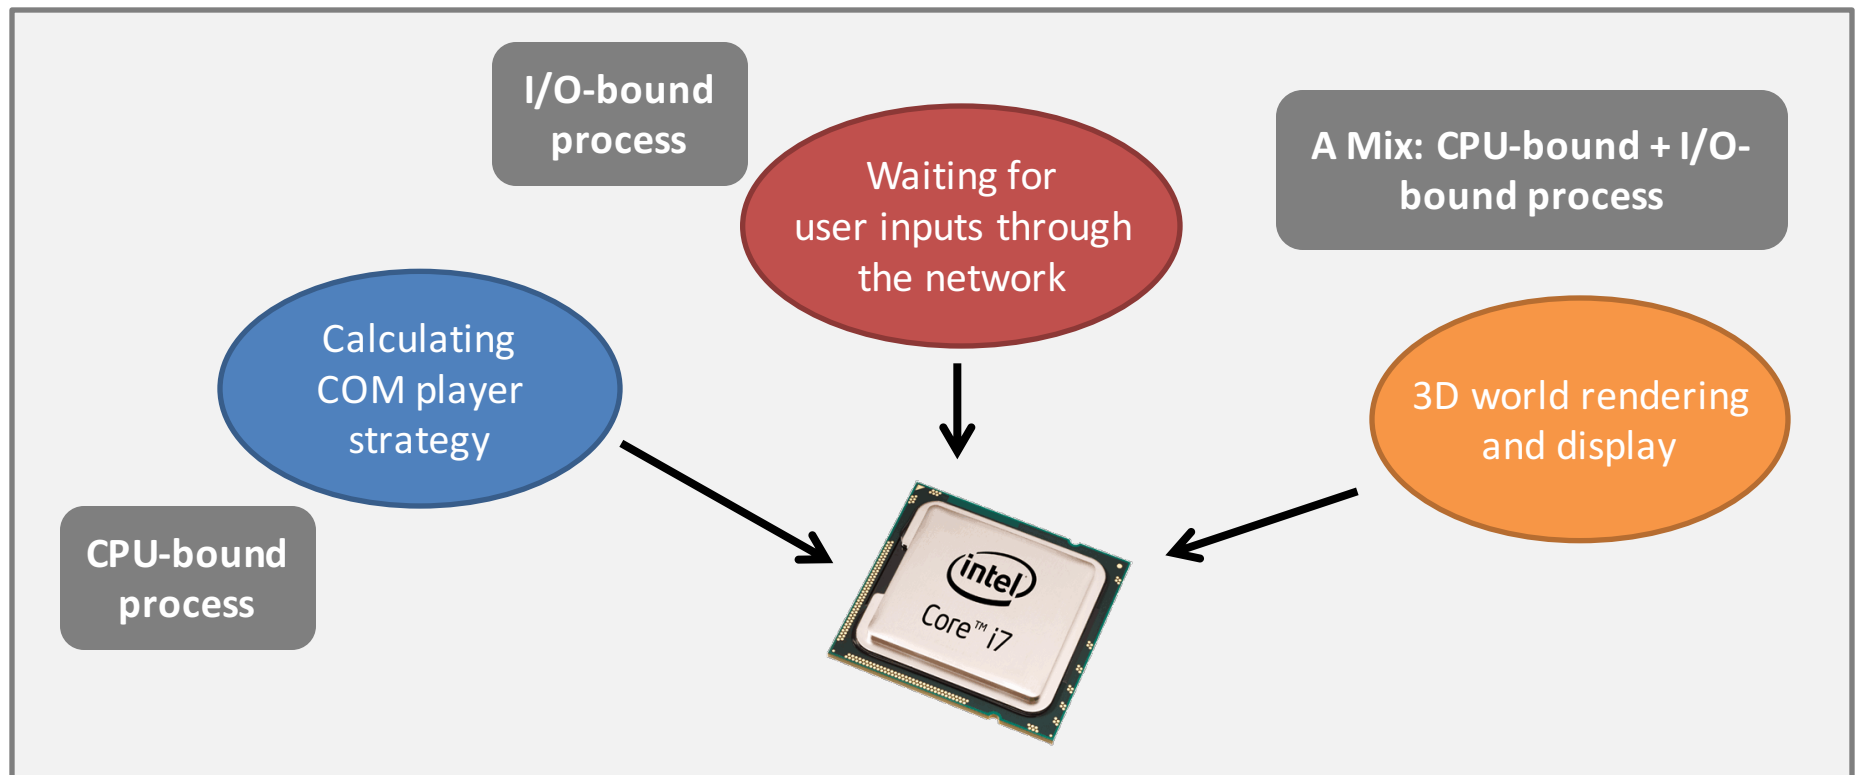 I/O-bound
process
Waiting for
user inputs through
the network
A Mix: CPU-bound + I/O-
bound process
Calculating
COM player
strategy
3D world rendering
and display
CPU-bound
process
intel
Core™ i7